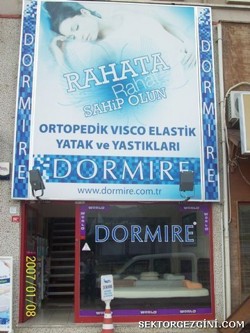 RAHATA
Rahat
SAHİP OLUN!
ORTOPEDİK VISCO ELASTİK
YATAK ve YASTIKLARI
DORMIRE
www.dormire.com.tr
DORMIRE
DORMIRE
DORMIRE
2007/01/08
SEKTORGEZGINI.COM